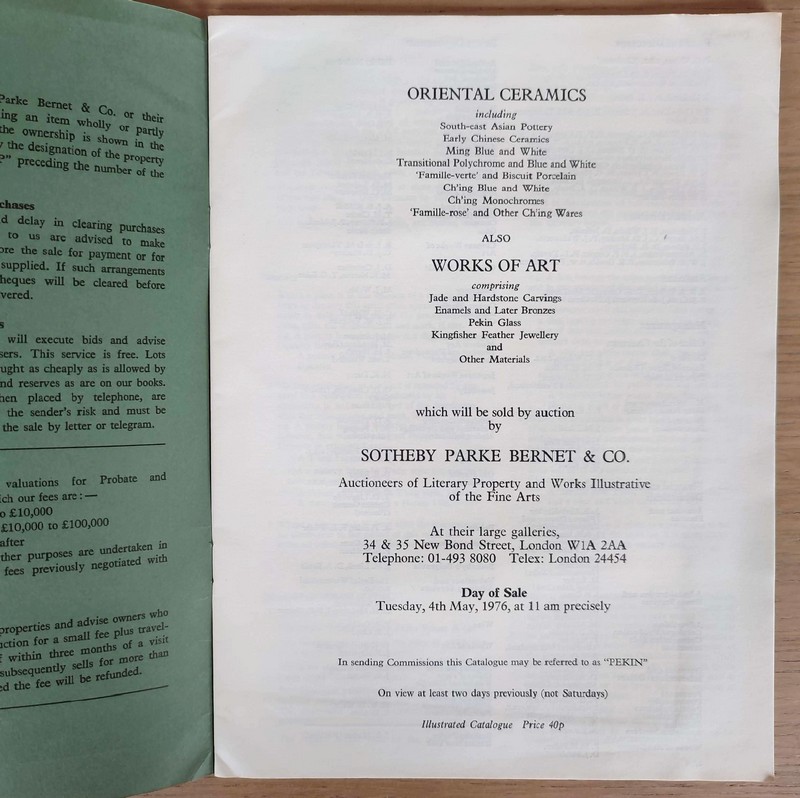 Parke Bernet & Co. or their
ing an item wholly or partly
the ownership is shown in the
the designation of the property
?" preceding the number of the
chases
d delay in clearing purchases
to us are advised to make
ore the sale for payment or for
supplied. If such arrangements
heques will be cleared before
vered.
s
will execute bids and advise
sers. This service is free. Lots
ught as cheaply as is allowed by
nd reserves as are on our books.
hen placed by telephone, are
the sender's risk and must be
the sale by letter or telegram.
valuations for Probate and
ich our fees are:—
o £10,000
£10,000 to £100,000
after
ther purposes are undertaken in
fees previously negotiated with
properties and advise owners who
uction for a small fee plus travel-
within three months of a visit
subsequently sells for more than
ed the fee will be refunded.
ORIENTAL CERAMICS
including
South-east Asian Pottery
Early Chinese Ceramics
Ming Blue and White
Transitional Polychrome and Blue and White
'Famille-verte' and Biscuit Porcelain
Ch'ing Blue and White
Ch'ing Monochromes
'Famille-rose' and Other Ch'ing Wares
ALSO
WORKS OF ART
comprising
Jade and Hardstone Carvings
Enamels and Later Bronzes
Pekin Glass
Kingfisher Feather Jewellery
and
Other Materials
which will be sold by auction
by
SOTHEBY PARKE BERNET & CO.
Auctioneers of Literary Property and Works Illustrative
of the Fine Arts
At their large galleries,
34 & 35 New Bond Street, London W1A 2AA
Telephone: 01-493 8080 Telex: London 24454
Day of Sale
Tuesday, 4th May, 1976, at 11 am precisely
In sending Commissions this Catalogue may be referred to as "PEKIN"
On view at least two days previously (not Saturdays)
Illustrated Catalogue Price 40p